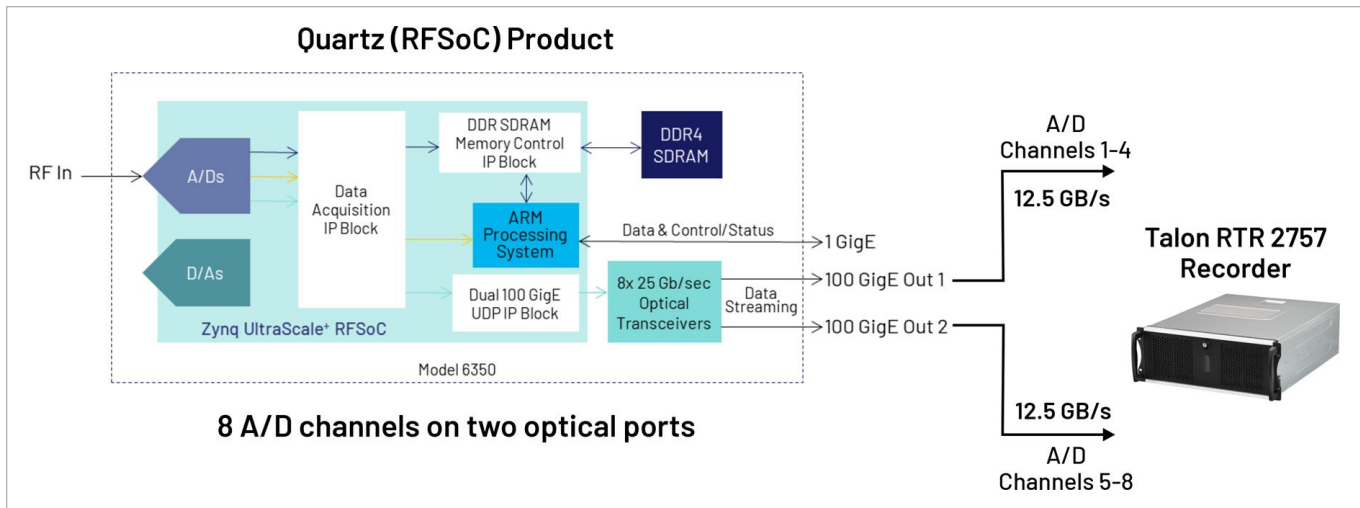 Quartz (RFSoC) Product
RF In
A/Ds
D/As
Data
Acquisition
IP Block
DDR SDRAM
Memory Control
IP Block
DDR4
SDRAM
ARM
Processing
System
Data & Control/Status
1 GigE
Dual 100 GigE
UDP IP Block
8x 25 Gb/sec
Optical
Transceivers
Data
Streaming
100 GigE Out 1
100 GigE Out 2
Zynq UltraScale+ RFSoC
Model 6350
8 A/D channels on two optical ports
A/D
Channels 1-4
12.5 GB/s
Talon RTR 2757
Recorder
12.5 GB/s
A/D
Channels 5-8